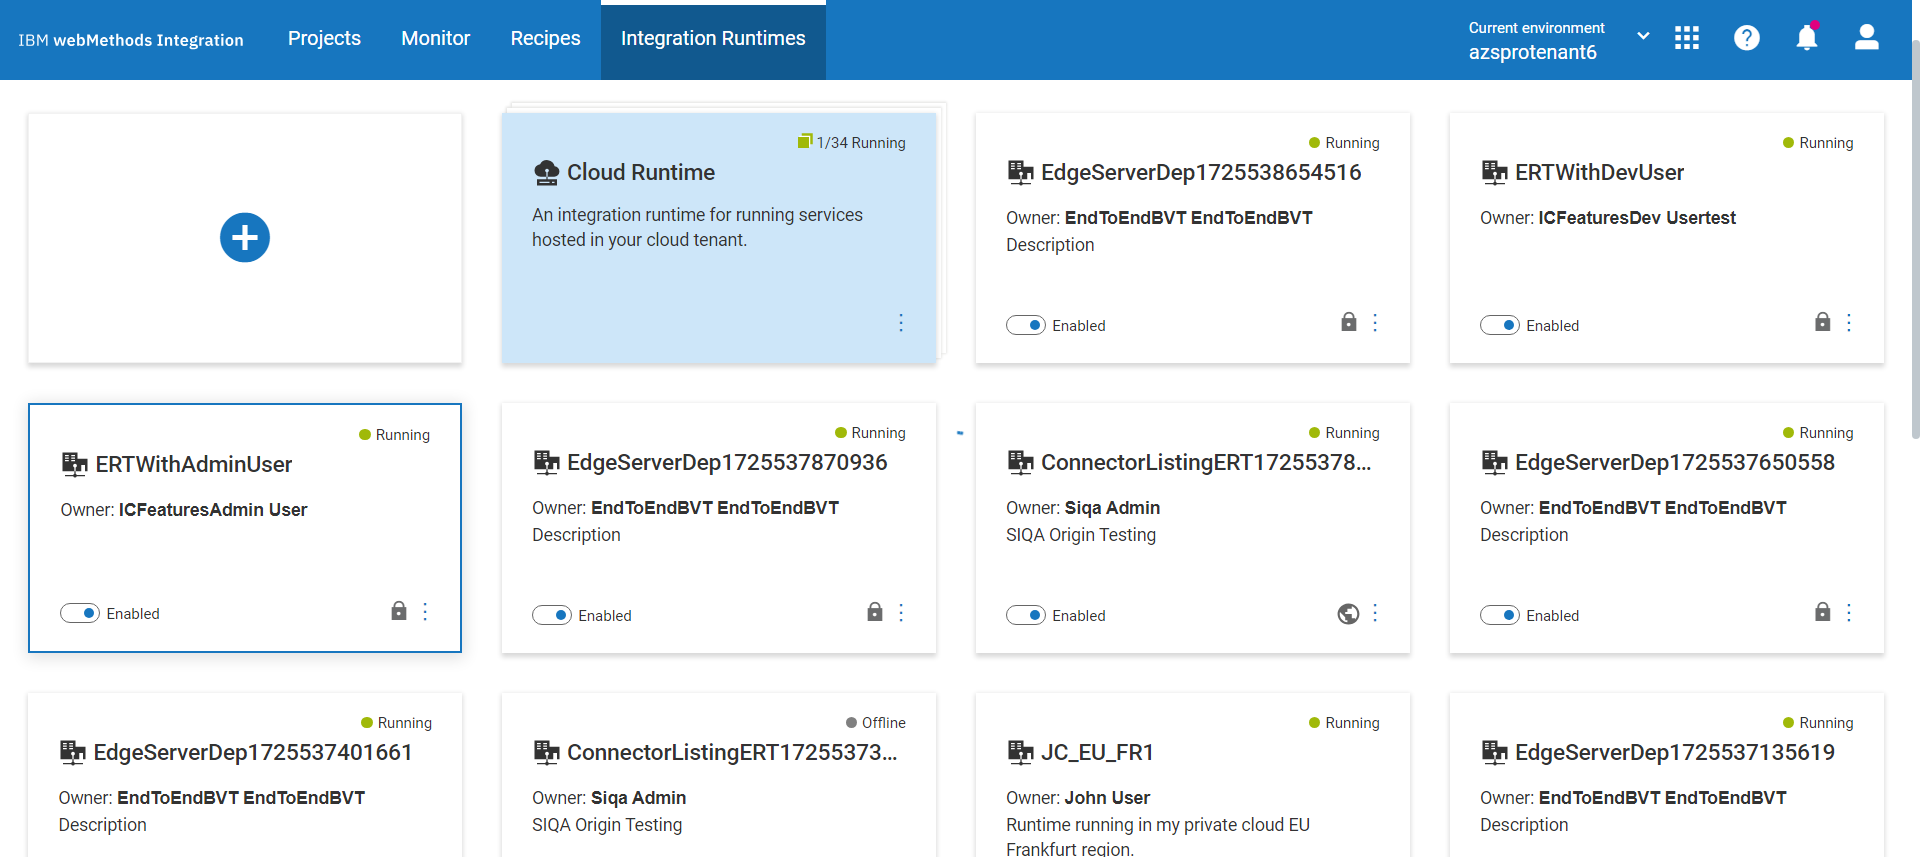 IBM webMethods Integration
Projects
Monitor
Recipes
Integration Runtimes
Current environment
azsprotenant6
1/34 Running
Cloud Runtime
An integration runtime for running services
hosted in your cloud tenant.
Running
EdgeServerDep1725538654516
Owner: EndToEndBVT EndToEndBVT
Description
Enabled
Running
ERTWithDevUser
Owner: ICFeaturesDev Usertest
Enabled
Running
ERTWithAdminUser
Owner: ICFeaturesAdmin User
Enabled
Running
EdgeServerDep1725537870936
Owner: EndToEndBVT EndToEndBVT
Description
Enabled
Running
ConnectorListingERT17255378...
Owner: Siqa Admin
SIQA Origin Testing
Enabled
Running
EdgeServerDep1725537650558
Owner: EndToEndBVT EndToEndBVT
Description
Enabled
Running
EdgeServerDep1725537401661
Owner: EndToEndBVT EndToEndBVT
Description
Offline
ConnectorListingERT17255373...
Owner: Siqa Admin
SIQA Origin Testing
Running
JC_EU_FR1
Owner: John User
Runtime running in my private cloud EU
Frankfurt region.
Running
EdgeServerDep1725537135619
Owner: EndToEndBVT EndToEndBVT
Description